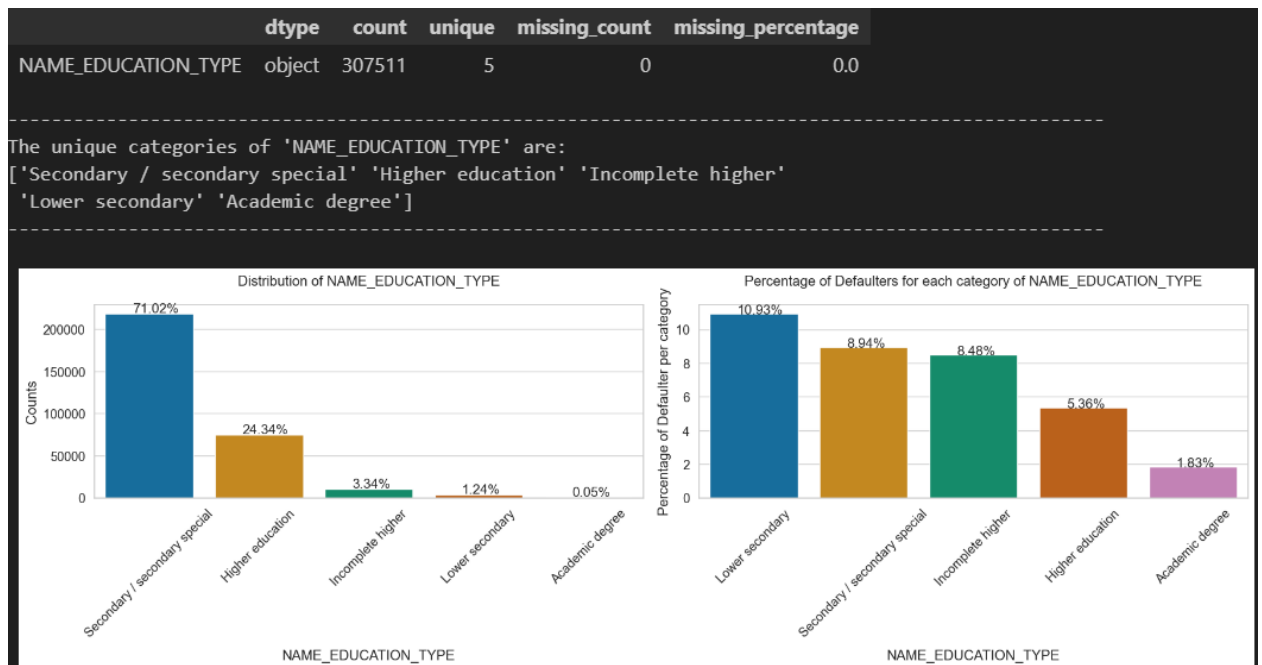 dtype count unique missing_count missing_percentage
NAME_EDUCATION_TYPE object 307511 5 0 0.0
----------------------------------------------------------------------------------------------------
The unique categories of 'NAME_EDUCATION_TYPE' are:
['Secondary / secondary special' 'Higher education' 'Incomplete higher'
'Lower secondary' 'Academic degree']
----------------------------------------------------------------------------------------------------
Distribution of NAME_EDUCATION_TYPE
Counts
200000
150000
100000
50000
0
71.02%
24.34%
3.34%
1.24%
0.05%
Secondary / secondary special
Higher education
Incomplete higher
Lower secondary
Academic degree
NAME_EDUCATION_TYPE
Percentage of Defaulters for each category of NAME_EDUCATION_TYPE
Percentage of Defaulter per category
10
8
6
4
2
0
10.93%
8.94%
8.48%
5.36%
1.83%
Lower secondary
Secondary / secondary special
Incomplete higher
Higher education
Academic degree
NAME_EDUCATION_TYPE